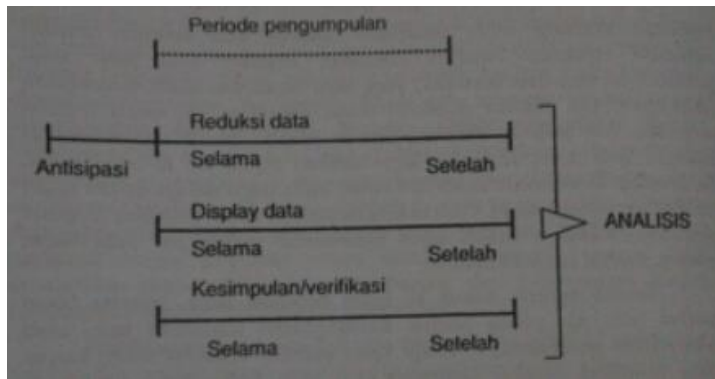 Periode pengumpulan
Reduksi data
Antisipasi
Selama
Setelah
Display data
Selama
Setelah
ANALISIS
Kesimpulan/verifikasi
Selama
Setelah